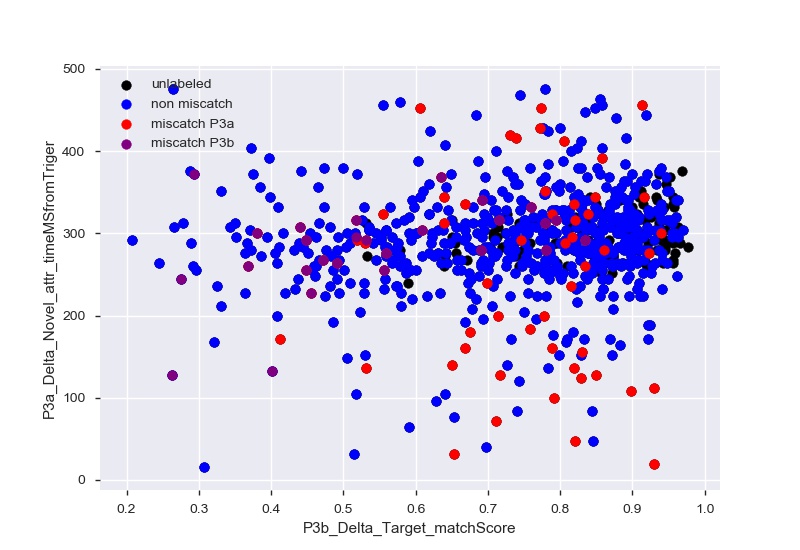 500
400
300
200
100
0
P3a_Delta_Novel_attr_timeMSfromTriger
unlabeled
non miscatch
miscatch P3a
miscatch P3b
0.2 0.3 0.4 0.5 0.6 0.7 0.8 0.9 1.0
P3b_Delta_Target_matchScore